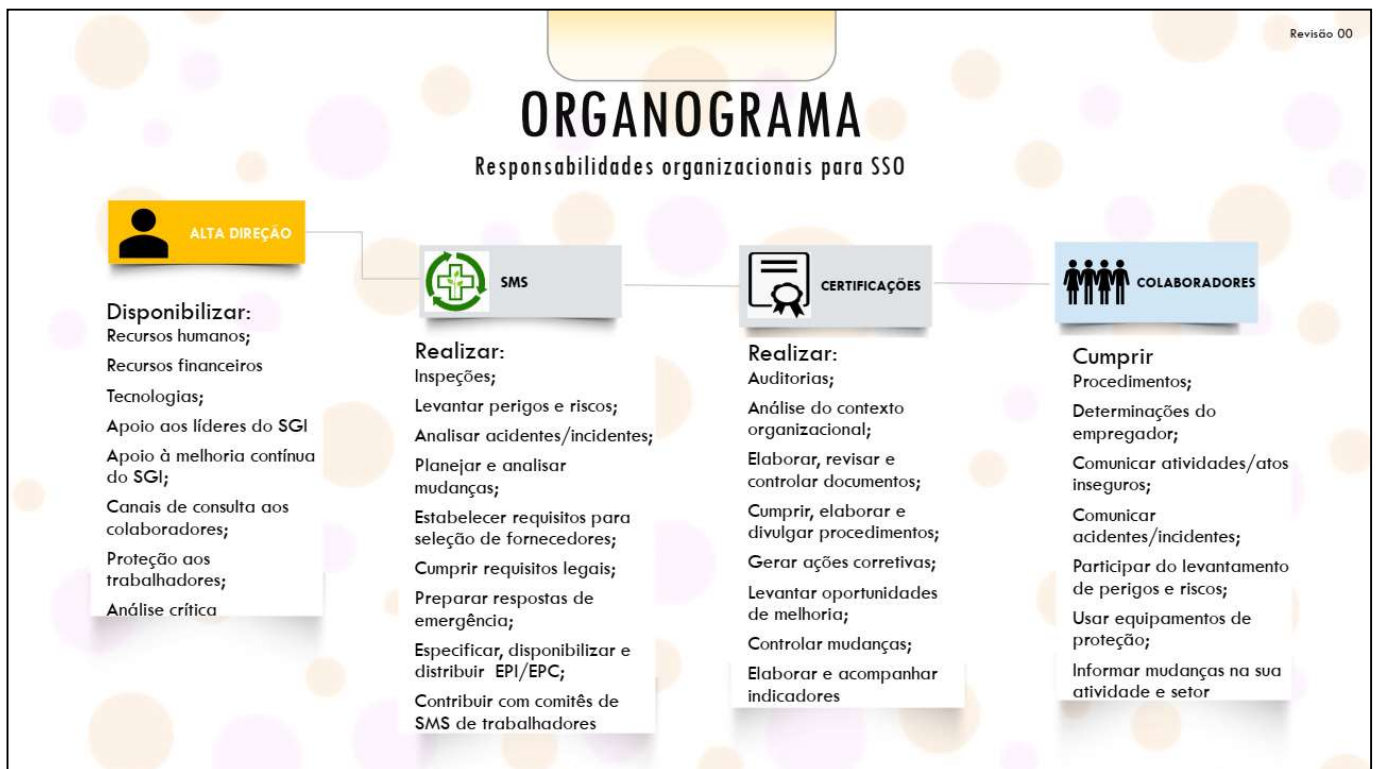 Revisão 00
ORGANOGRAMA
Responsabilidades organizacionais para SSO
ALTA DIREÇÃO
Disponibilizar:
Recursos humanos;
Recursos financeiros
Tecnologias;
Apoio aos líderes do SGI
Apoio à melhoria contínua
do SGI;
Canais de consulta aos
colaboradores;
Proteção aos
trabalhadores;
Análise crítica
SMS
Realizar:
Inspeções;
Levantar perigos e riscos;
Analisar acidentes/incidentes;
Planejar e analisar
mudanças;
Estabelecer requisitos para
seleção de fornecedores;
Cumprir requisitos legais;
Preparar respostas de
emergência;
Especificar, disponibilizar e
distribuir EPI/EPC;
Contribuir com comitês de
SMS de trabalhadores
CERTIFICAÇÕES
Realizar:
Auditorias;
Análise do contexto
organizacional;
Elaborar, revisar e
controlar documentos;
Cumprir, elaborar e
divulgar procedimentos;
Gerar ações corretivas;
Levantar oportunidades
de melhoria;
Controlar mudanças;
Elaborar e acompanhar
indicadores
COLABORADORES
Cumprir
Procedimentos;
Determinações do
empregador;
Comunicar atividades/atos
inseguros;
Comunicar
acidentes/incidentes;
Participar do levantamento
de perigos e riscos;
Usar equipamentos de
proteção;
Informar mudanças na sua
atividade e setor